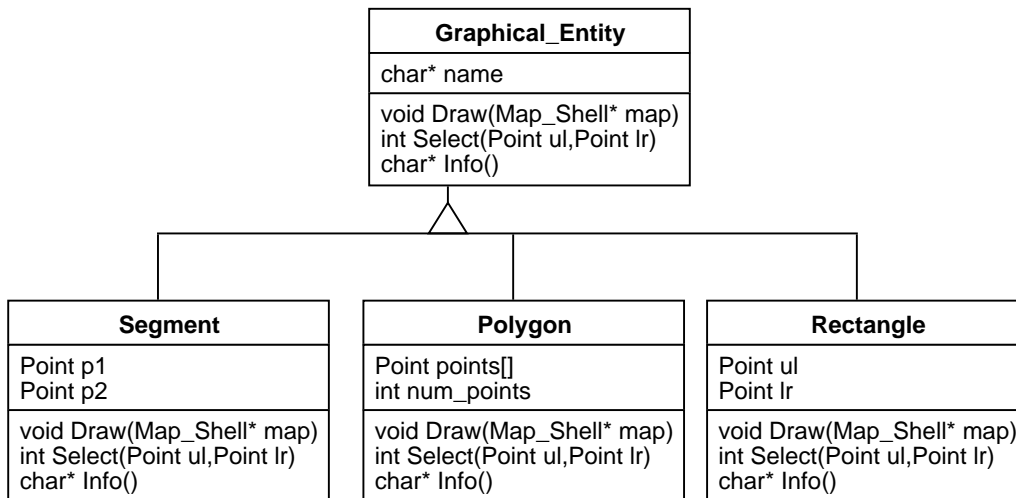 Graphical_Entity
char* name
void Draw(Map_Shell* map)
int Select(Point ul,Point lr)
char* Info()
Segment
Point p1
Point p2
void Draw(Map_Shell* map)
int Select(Point ul,Point lr)
char* Info()
Polygon
Point points[]
int num_points
void Draw(Map_Shell* map)
int Select(Point ul,Point lr)
char* Info()
Rectangle
Point ul
Point lr
void Draw(Map_Shell* map)
int Select(Point ul,Point lr)
char* Info()